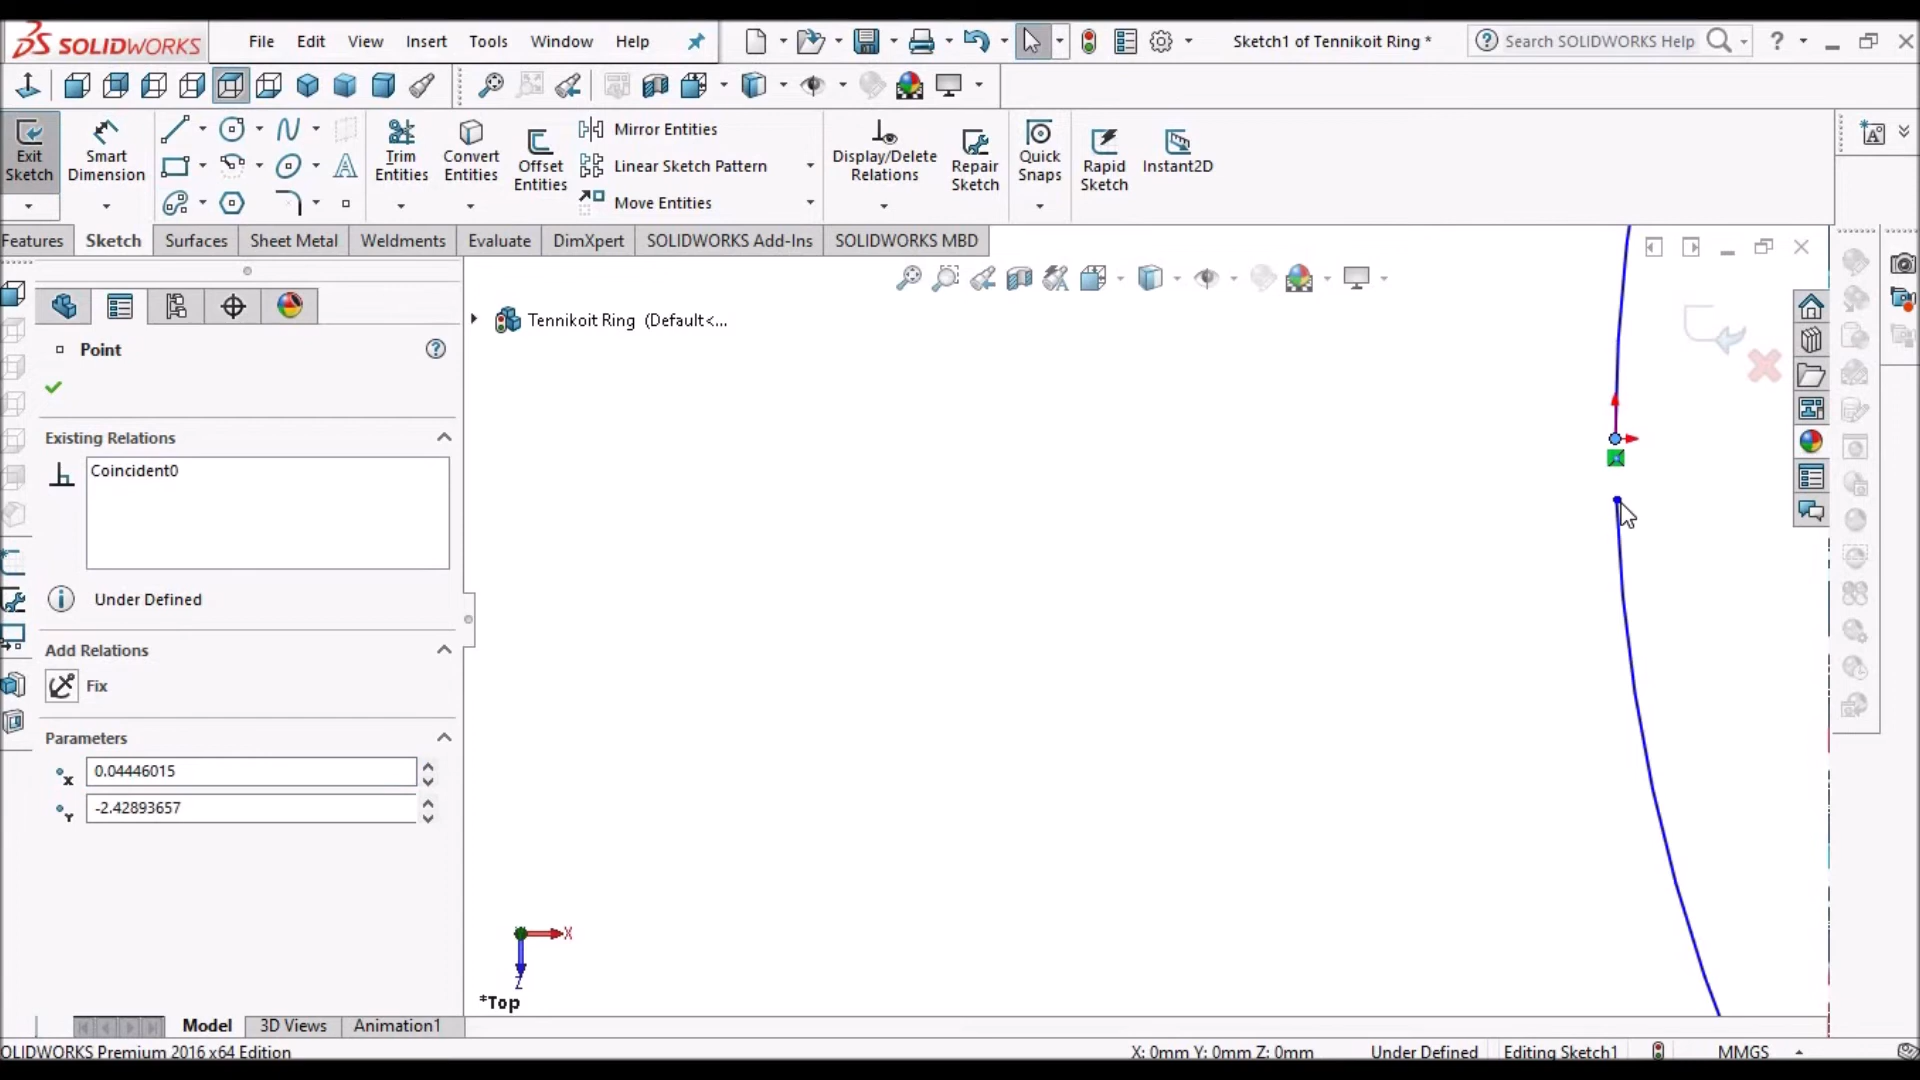 SOLIDWORKS File Edit View Insert Tools Window Help Sketch1 of Tennikoit Ring * Search SOLIDWORKS Help ?
Exit Sketch
Smart Dimension
Trim Entities
Convert Entities
Offset Entities
Mirror Entities
Linear Sketch Pattern
Move Entities
Display/Delete Relations
Repair Sketch
Quick Snaps
Rapid Sketch
Instant2D
Features Sketch Surfaces Sheet Metal Weldments Evaluate DimXpert SOLIDWORKS Add-Ins SOLIDWORKS MBD
Tennikoit Ring (Default<...
Point
Existing Relations
Coincident0
Under Defined
Add Relations
Fix
Parameters
x 0.04446015
Y -2.42893657
X
Z
*Top
Model 3D Views Animation1
OLIDWORKS Premium 2016 x64 Edition X: 0mm Y: 0mm Z: 0mm Under Defined Editing Sketch1 MMGS